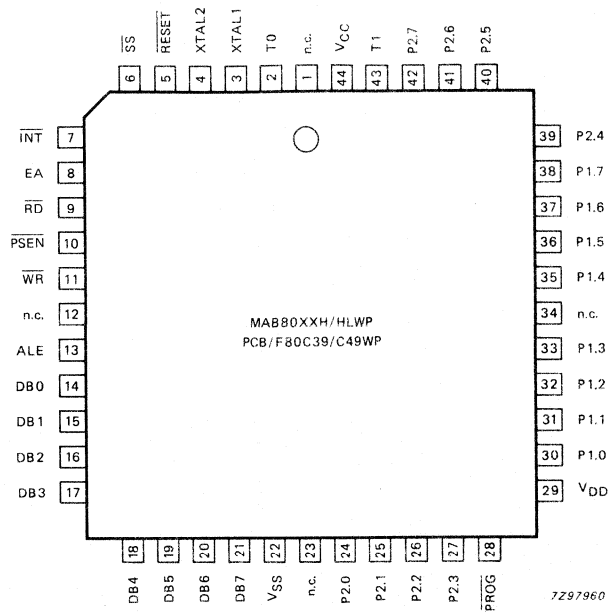 SS RESET XTAL2 XTAL1 T0 n.c. VCC T1 P2.7 P2.6 P2.5
6 5 4 3 2 1 44 43 42 41 40
INT 7 39 P2.4
EA 8 38 P1.7
RD 9 37 P1.6
PSEN 10 36 P1.5
WR 11 35 P1.4
n.c. 12 34 n.c.
MAB80XXH/HLWP
PCB/F80C39/C49WP
ALE 13 33 P1.3
DB0 14 32 P1.2
DB1 15 31 P1.1
DB2 16 30 P1.0
DB3 17 29 VDD
18 19 20 21 22 23 24 25 26 27 28
DB4 DB5 DB6 DB7 VSS n.c. P2.0 P2.1 P2.2 P2.3 PROG
7Z97960